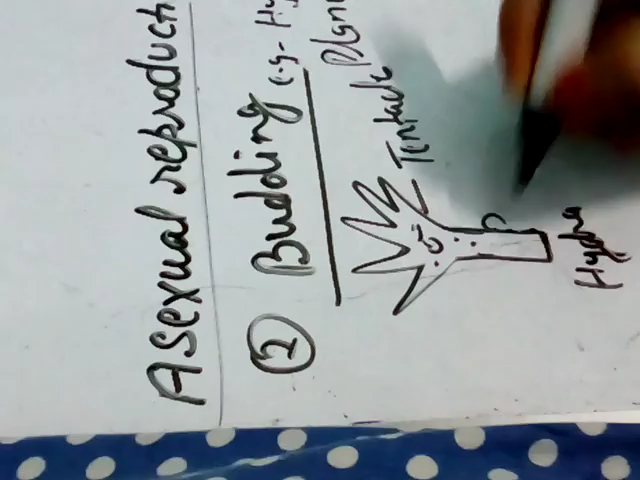 Asexual reproduct
② Budding e.g- Hy
Tentacle
Hydra